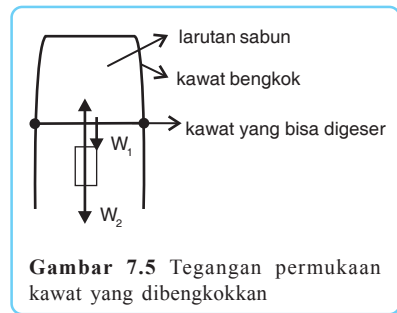 larutan sabun
kawat bengkok
kawat yang bisa digeser
W₁
W₂
Gambar 7.5 Tegangan permukaan
kawat yang dibengkokkan